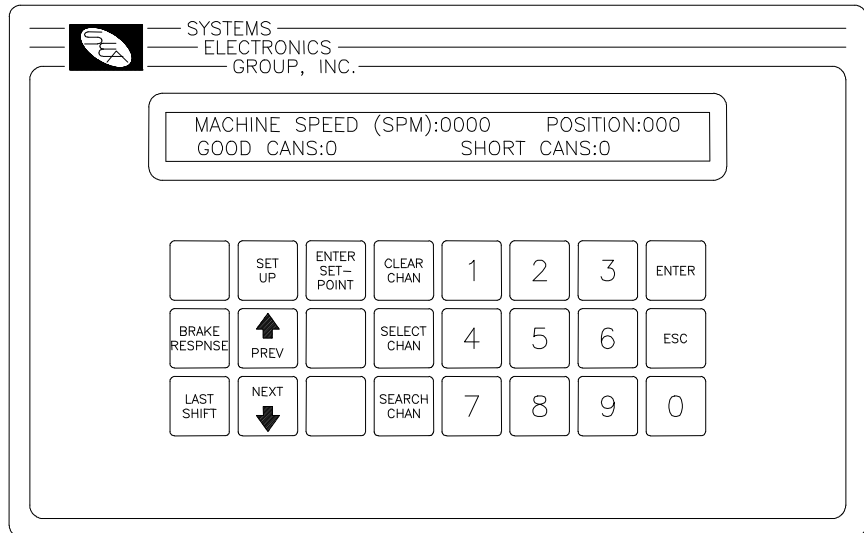 SEA
SYSTEMS
ELECTRONICS
GROUP, INC.
MACHINE SPEED (SPM):0000 POSITION:000
GOOD CANS:0 SHORT CANS:0
SET
UP
ENTER
SET-
POINT
CLEAR
CHAN
1
2
3
ENTER
BRAKE
RESPNSE
PREV
SELECT
CHAN
4
5
6
ESC
LAST
SHIFT
NEXT
SEARCH
CHAN
7
8
9
0